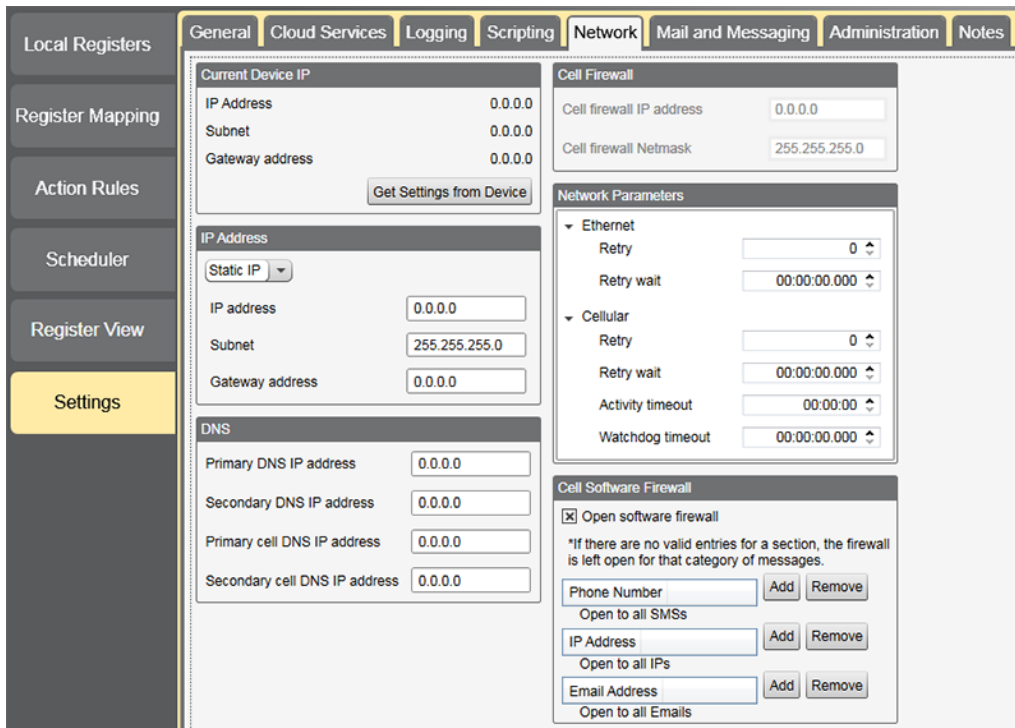 Local Registers
Register Mapping
Action Rules
Scheduler
Register View
Settings
General Cloud Services Logging Scripting Network Mail and Messaging Administration Notes
Current Device IP
IP Address 0.0.0.0
Subnet 0.0.0.0
Gateway address 0.0.0.0
Get Settings from Device
IP Address
Static IP
IP address 0.0.0.0
Subnet 255.255.255.0
Gateway address 0.0.0.0
DNS
Primary DNS IP address 0.0.0.0
Secondary DNS IP address 0.0.0.0
Primary cell DNS IP address 0.0.0.0
Secondary cell DNS IP address 0.0.0.0
Cell Firewall
Cell firewall IP address 0.0.0.0
Cell firewall Netmask 255.255.255.0
Network Parameters
Ethernet
Retry 0
Retry wait 00:00:00.000
Cellular
Retry 0
Retry wait 00:00:00.000
Activity timeout 00:00:00
Watchdog timeout 00:00:00.000
Cell Software Firewall
Open software firewall
*If there are no valid entries for a section, the firewall
is left open for that category of messages.
Phone Number Add Remove
Open to all SMSs
IP Address Add Remove
Open to all IPs
Email Address Add Remove
Open to all Emails